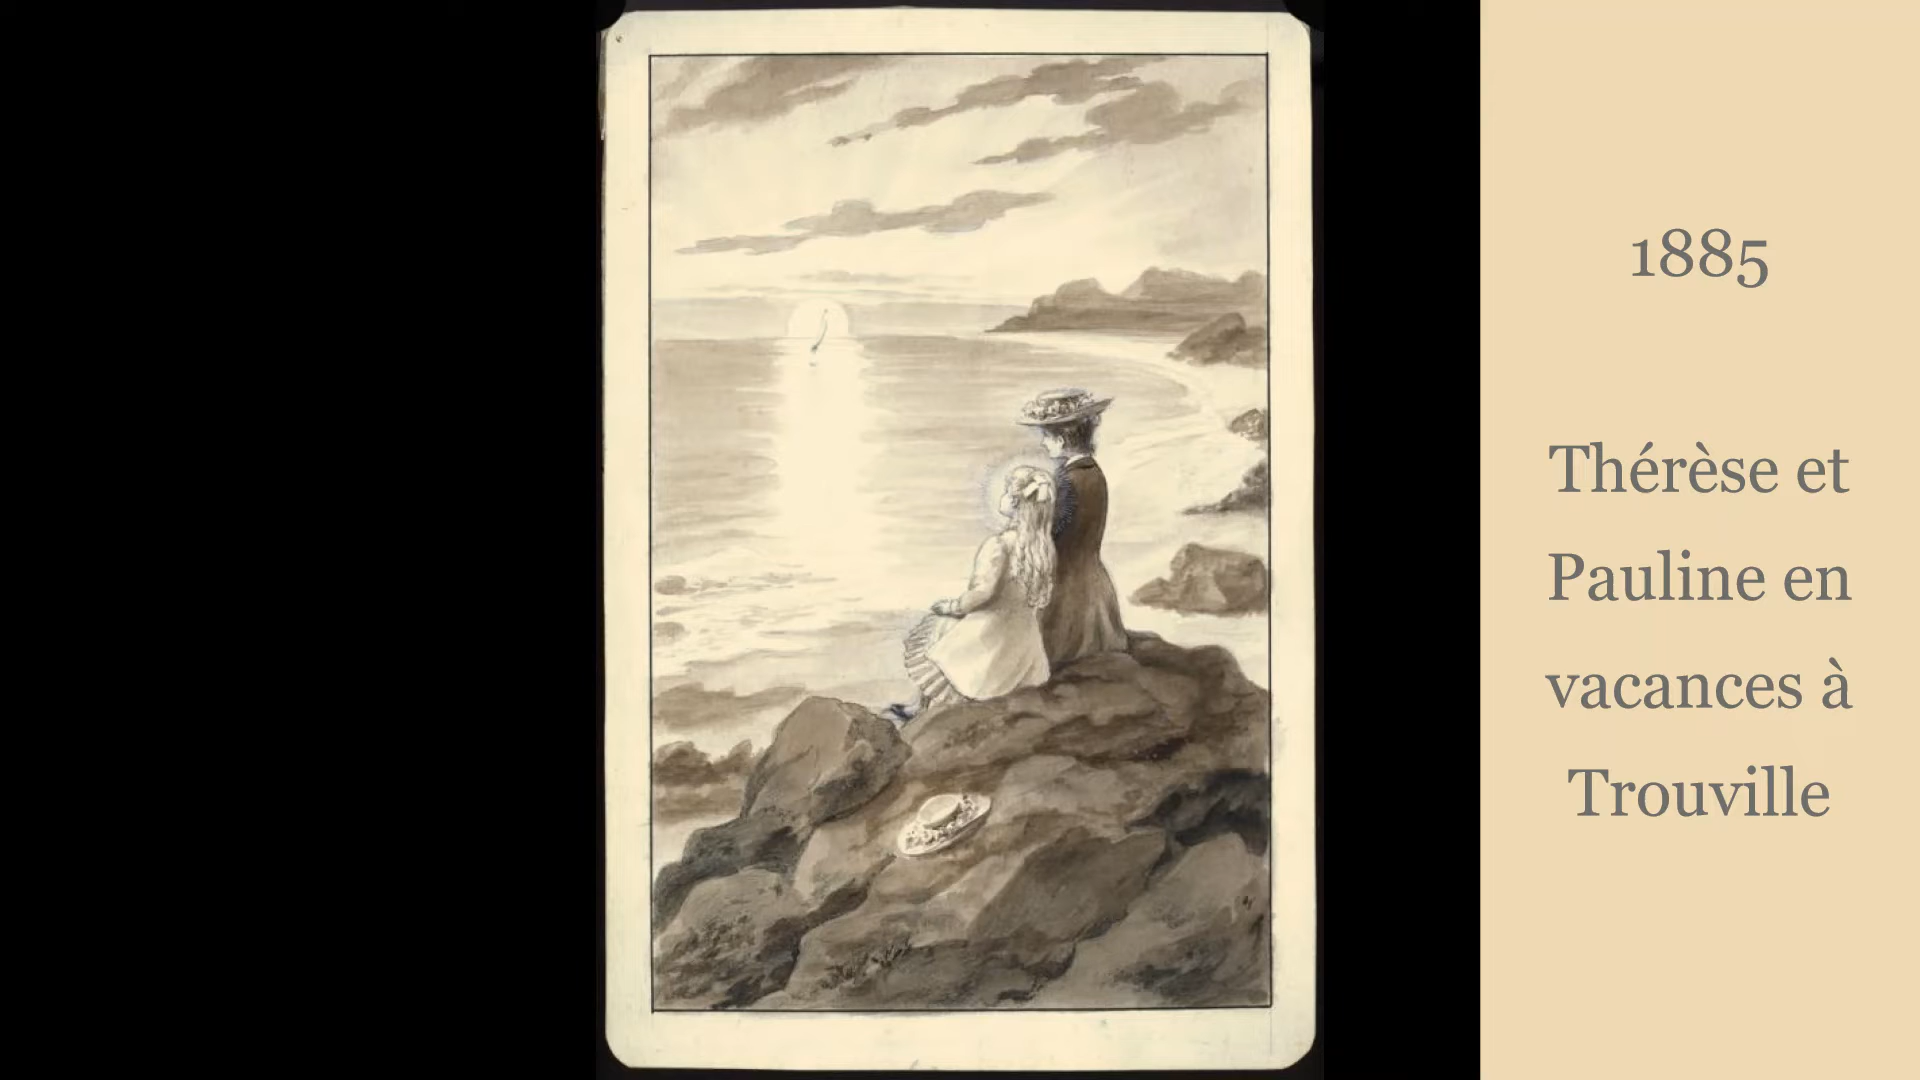 1885
Thérèse et
Pauline en
vacances à
Trouville